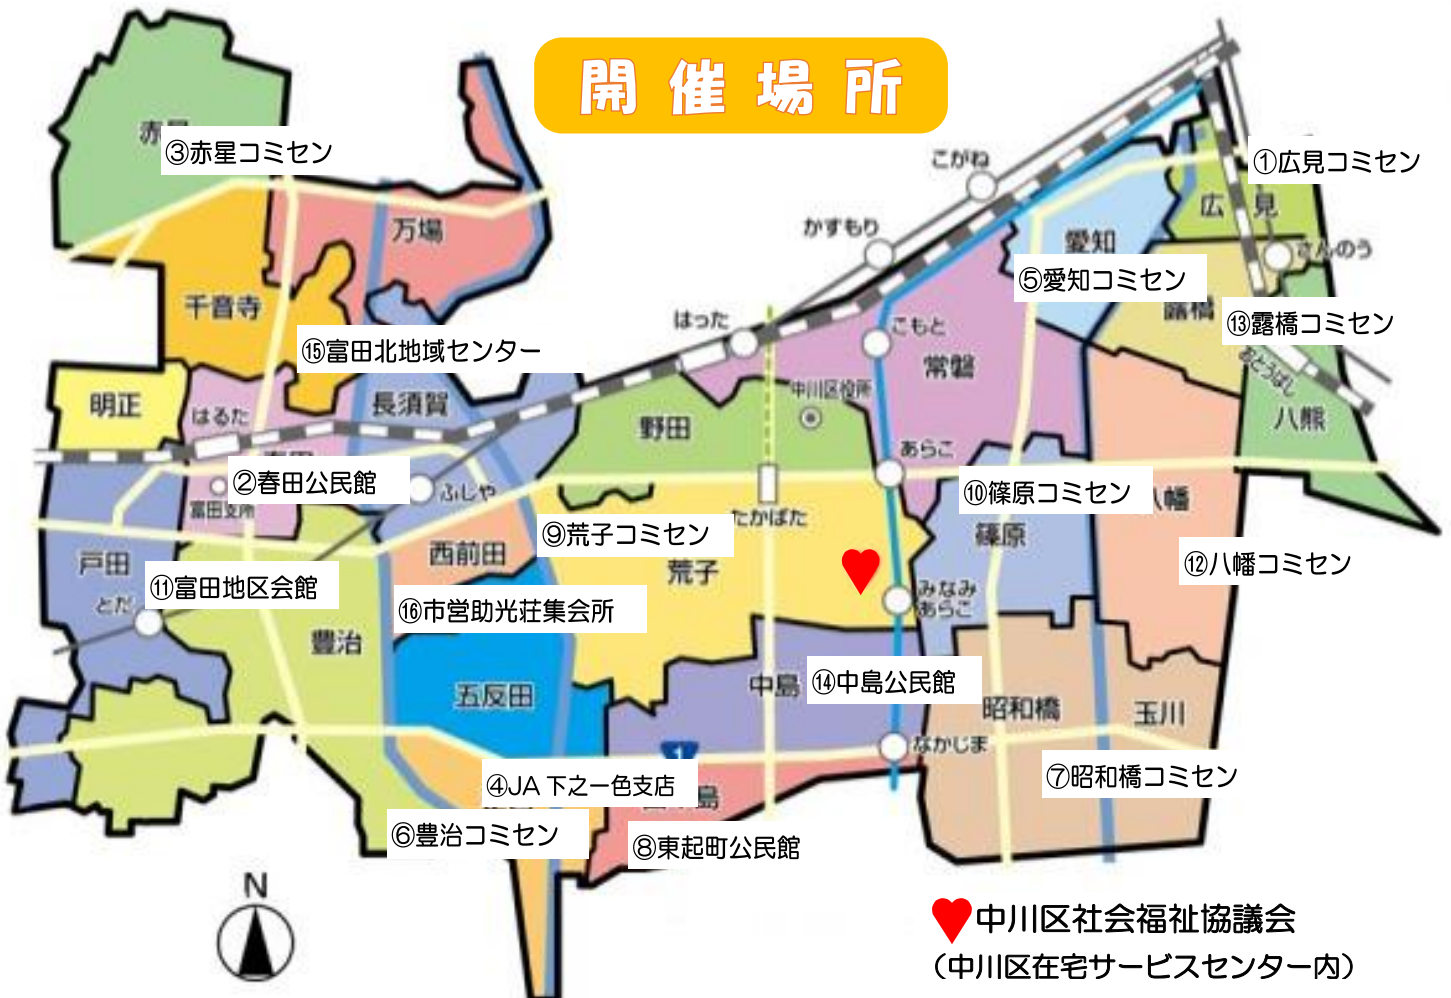 開催場所
③赤星コミセン
①広見コミセン
こがね
広見
万場
かすもり
愛知
さんのう
⑤愛知コミセン
千音寺
露橋
⑬露橋コミセン
はった
こもと
⑮富田北地域センター
おとうばし
常磐
中川区役所
明正
長須賀
はるた
八熊
野田
あらこ
②春田公民館
ふしや
⑩篠原コミセン
富田支所
たかばた
八幡
⑨荒子コミセン
篠原
西前田
戸田
荒子
⑫八幡コミセン
⑪富田地区会館
とだ
みなみ
あらこ
⑯市営助光荘集会所
豊治
中島
⑭中島公民館
五反田
昭和橋
玉川
なかじま
1
⑦昭和橋コミセン
④JA 下之一色支店
島
⑥豊治コミセン
⑧東起町公民館
N
中川区社会福祉協議会
（中川区在宅サービスセンター内）